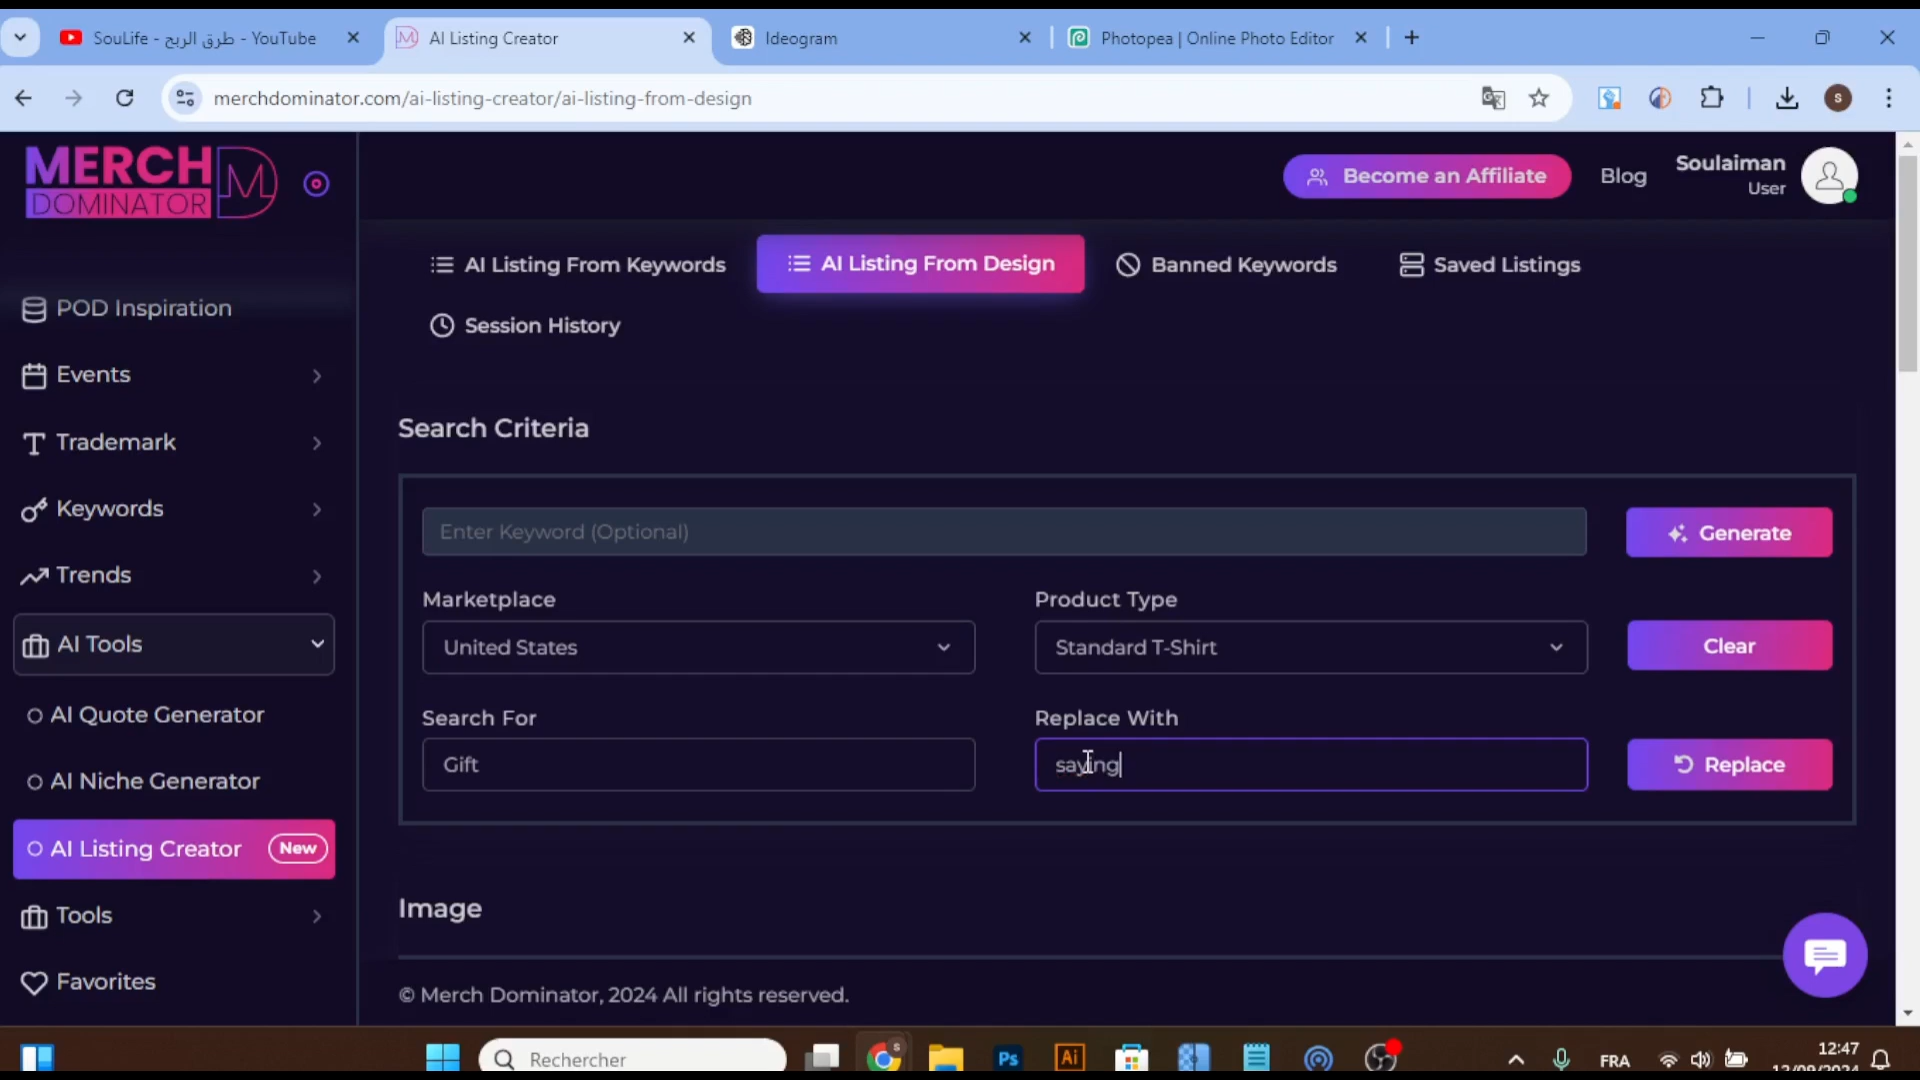 SouLife - طرق الربح - YouTube
AI Listing Creator
Ideogram
Photopea | Online Photo Editor
merchdominator.com/ai-listing-creator/ai-listing-from-design
S
MERCH
DOMINATOR
Become an Affiliate
Blog
Soulaiman
User
AI Listing From Keywords
AI Listing From Design
Banned Keywords
Saved Listings
Session History
POD Inspiration
Events
Trademark
Keywords
Trends
AI Tools
AI Quote Generator
AI Niche Generator
AI Listing Creator
New
Tools
Favorites
Search Criteria
Enter Keyword (Optional)
Generate
Marketplace
Product Type
United States
Standard T-Shirt
Clear
Search For
Replace With
Gift
saying
Replace
Image
© Merch Dominator, 2024 All rights reserved.
Rechercher
S
Ps
Ai
FRA
12:47